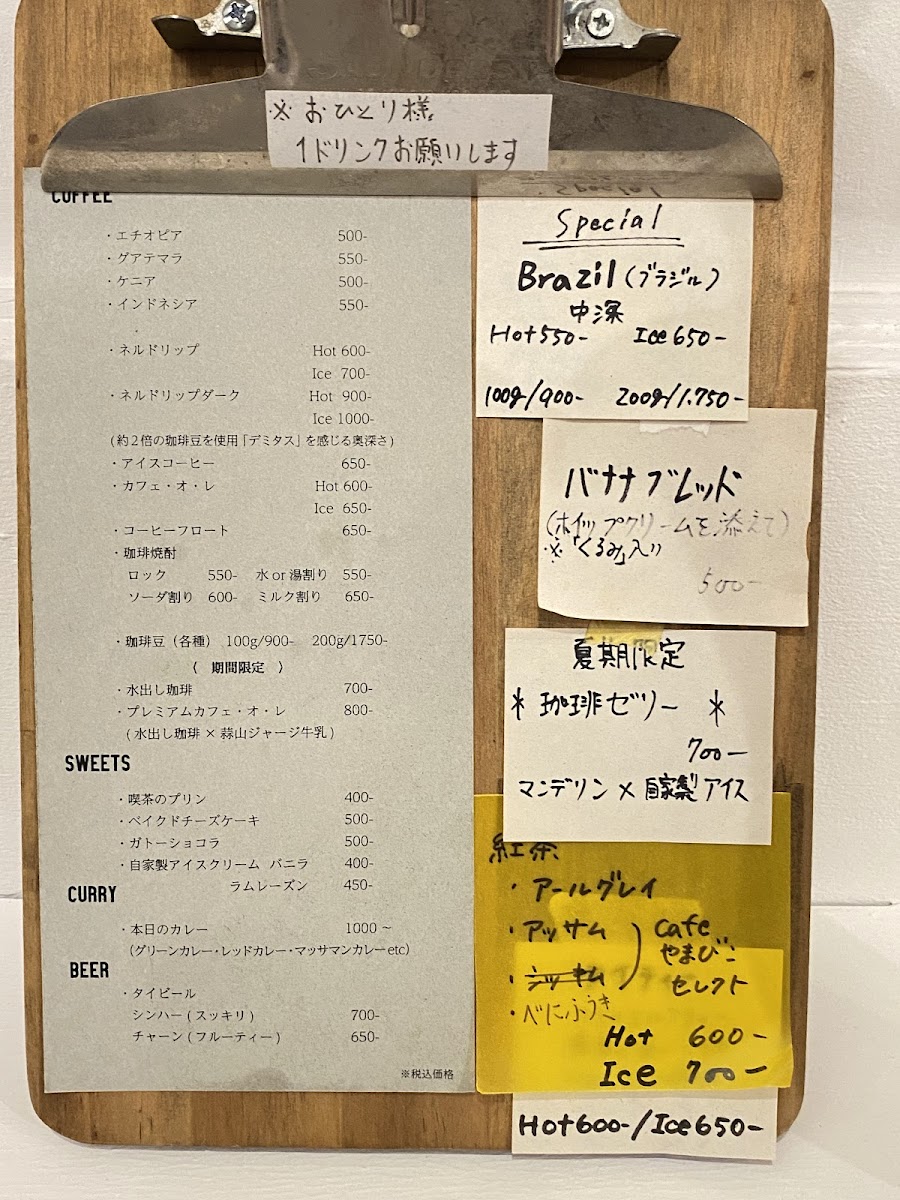 ※おひとり様
1ドリンクお願いします
COFFEE
・エチオピア 500-
・グアテマラ 550-
・ケニア 500-
・インドネシア 550-
・ネルドリップ Hot 600-
Ice 700-
・ネルドリップダーク Hot 900-
Ice 1000-
(約2倍の珈琲豆を使用「デミタス」を感じる奥深さ)
・アイスコーヒー 650-
・カフェ・オ・レ Hot 600-
Ice 650-
・コーヒーフロート 650-
・珈琲焼酎
ロック 550- 水or湯割り 550-
ソーダ割り 600- ミルク割り 650-
・珈琲豆(各種) 100g/900- 200g/1750-
( 期間限定 )
・水出し珈琲 700-
・プレミアムカフェ・オ・レ 800-
(水出し珈琲×蒜山ジャージ牛乳)
SWEETS
・喫茶のプリン 400-
・ベイクドチーズケーキ 500-
・ガトーショコラ 500-
・自家製アイスクリーム バニラ 400-
ラムレーズン 450-
CURRY
・本日のカレー 1000~
(グリーンカレー・レッドカレー・マッサマンカレーetc)
BEER
・タイビール
シンハー(スッキリ) 700-
チャーン(フルーティー) 650-
※税込価格
Special
Brazil(ブラジル)
中深
Hot550- Ice650-
100g/900- 200g/1.750-
バナナブレッド
(ホイップクリームを添えて)
※「くるみ」入り
500-
夏期限定
*珈琲ゼリー*
700-
マンデリン×自家製アイス
紅茶
・アールグレイ
・アッサム
・シッキム
cafe
やまびこ
セレクト
・べにふうき
Hot 600-
Ice 700-
Hot600-/Ice650-